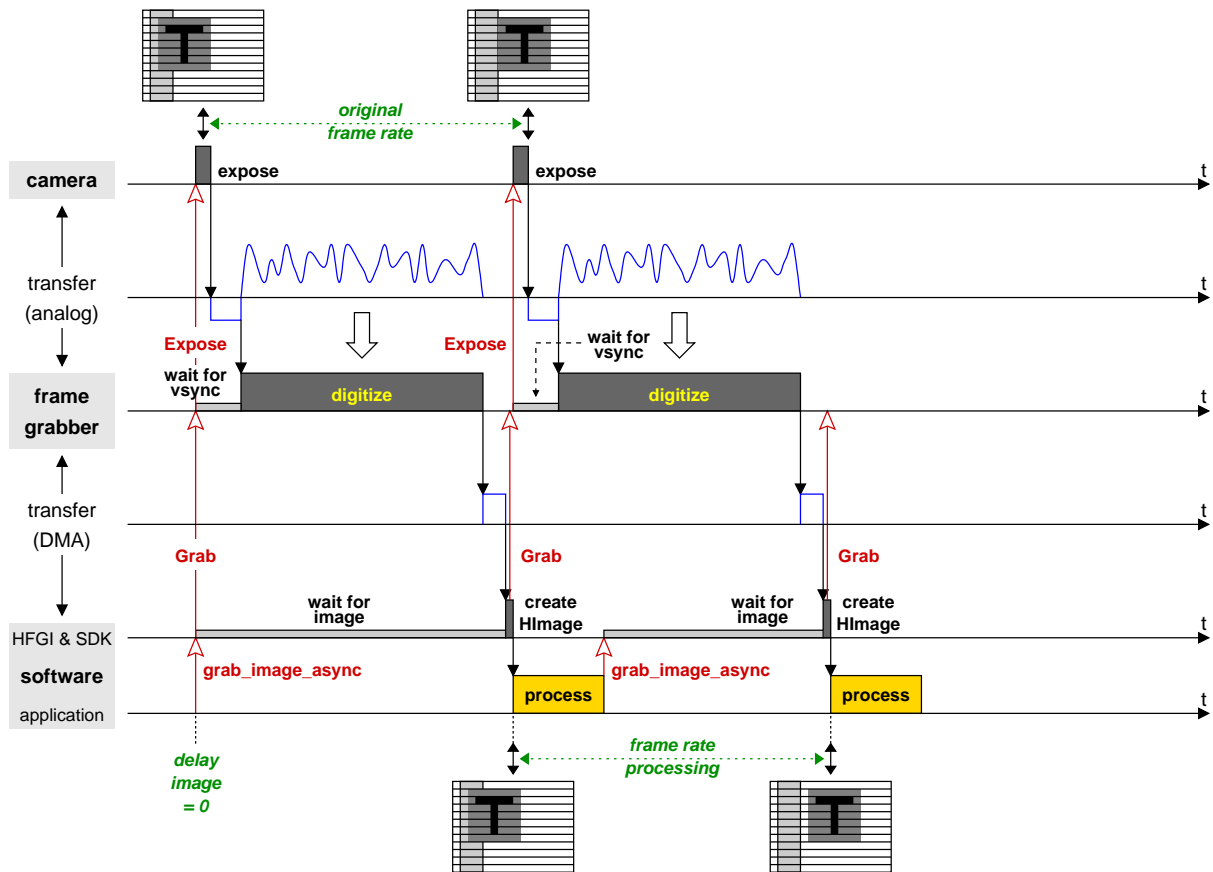 T
T
original
frame rate
expose
expose
t
camera
transfer
(analog)
t
Expose
Expose
wait for
vsync
wait for
vsync
frame
grabber
digitize
digitize
t
transfer
(DMA)
t
Grab
Grab
Grab
wait for
image
create
HImage
wait for
image
create
HImage
HFGI & SDK
t
software
grab_image_async
grab_image_async
process
process
application
t
delay
image
= 0
frame rate
processing
T
T